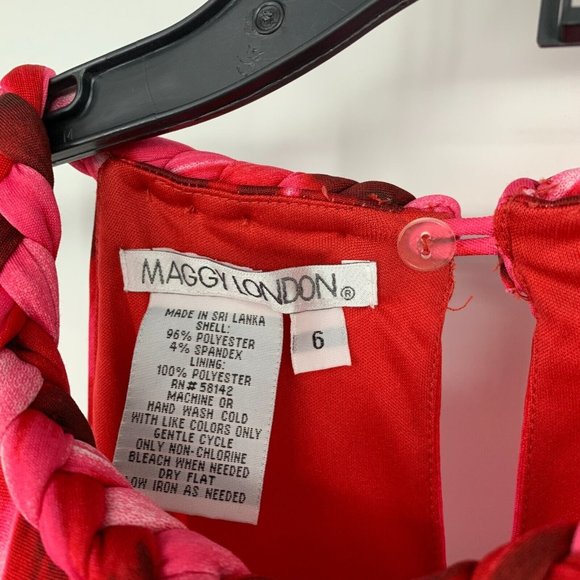 MAGGY LONDON®
6
MADE IN SRI LANKA
SHELL:
96% POLYESTER
4% SPANDEX
LINING:
100% POLYESTER
RN# 58142
MACHINE OR
HAND WASH COLD
WITH LIKE COLORS ONLY
GENTLE CYCLE
ONLY NON-CHLORINE
BLEACH WHEN NEEDED
DRY FLAT
LOW IRON AS NEEDED